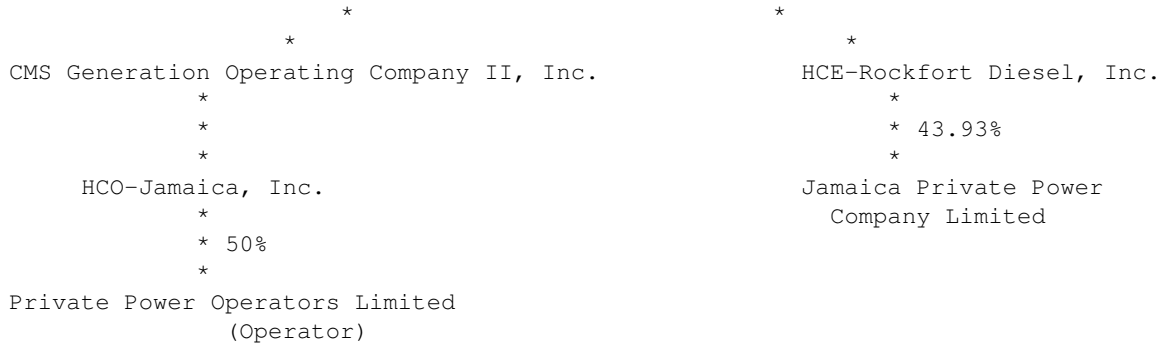 * *
* *
CMS Generation Operating Company II, Inc. HCE-Rockfort Diesel, Inc.
* *
* * 43.93%
* *
HCO-Jamaica, Inc. Jamaica Private Power
* Company Limited
* 50%
*
Private Power Operators Limited
(Operator)